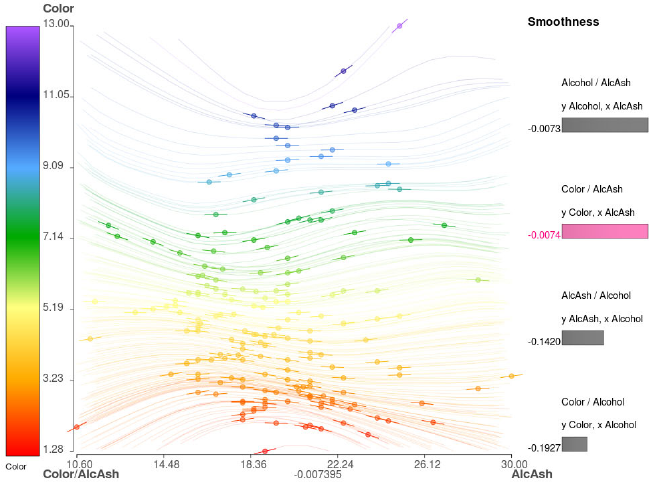 Color
13.00
11.05
9.09
7.14
5.19
3.23
1.28
Color
10.60
14.48
18.36
22.24
26.12
30.00
Color/AlcAsh
-0.007395
AlcAsh
Smoothness
Alcohol / AlcAsh
y Alcohol, x AlcAsh
-0.0073
Color / AlcAsh
y Color, x AlcAsh
-0.0074
AlcAsh / Alcohol
y AlcAsh, x Alcohol
-0.1420
Color / Alcohol
y Color, x Alcohol
-0.1927